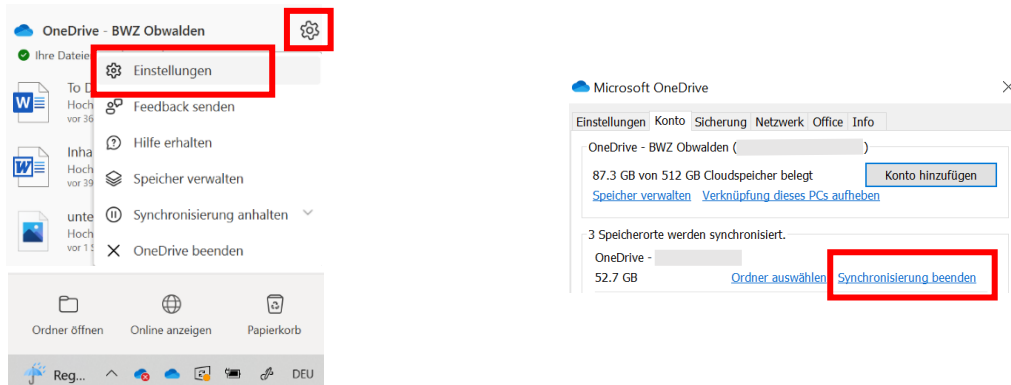 OneDrive - BWZ Obwalden
Ihre Dateie
Einstellungen
To D
Hoch
vor 36
Feedback senden
Hilfe erhalten
Inha
Hoch
vor 39
Speicher verwalten
unte
Hoch
vor 1 S
Synchronisierung anhalten
OneDrive beenden
Ordner öffnen Online anzeigen Papierkorb
Reg... DEU
Microsoft OneDrive
Einstellungen Konto Sicherung Netzwerk Office Info
OneDrive - BWZ Obwalden ( )
87.3 GB von 512 GB Cloudspeicher belegt Konto hinzufügen
Speicher verwalten Verknüpfung dieses PCs aufheben
3 Speicherorte werden synchronisiert.
OneDrive -
52.7 GB Ordner auswählen Synchronisierung beenden